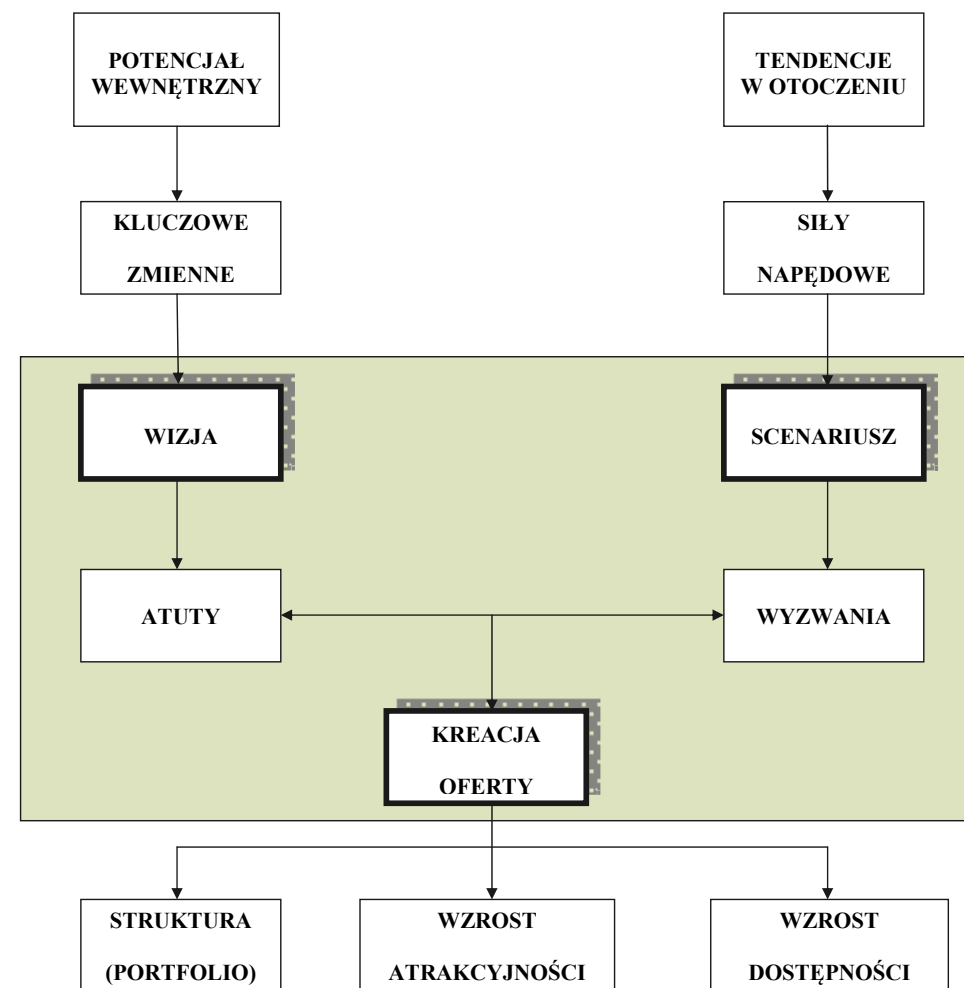 POTENCJAŁ
WEWNĘTRZNY
TENDENCJE
W OTOCZENIU
KLUCZOWE
ZMIENNE
SIŁY
NAPĘDOWE
WIZJA
SCENARIUSZ
ATUTY
WYZWANIA
KREACJA
OFERTY
STRUKTURA
(PORTFOLIO)
WZROST
ATRAKCYJNOŚCI
WZROST
DOSTĘPNOŚCI